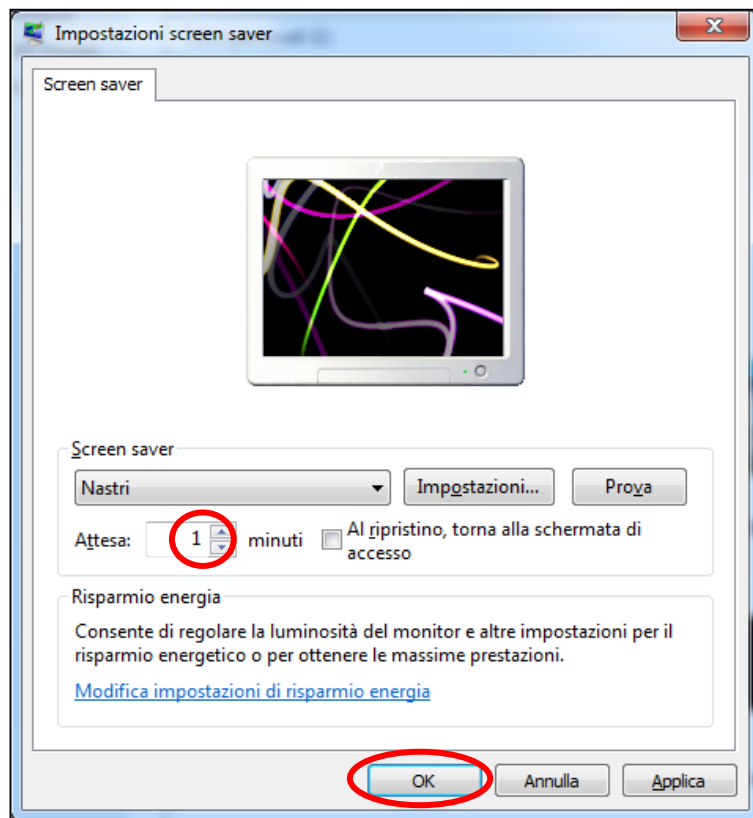 Impostazioni screen saver
Screen saver
Screen saver
Nastri
Impostazioni...
Prova
Attesa: 1 minuti
Al ripristino, torna alla schermata di
accesso
Risparmio energia
Consente di regolare la luminosità del monitor e altre impostazioni per il
risparmio energetico o per ottenere le massime prestazioni.
Modifica impostazioni di risparmio energia
OK
Annulla
Applica